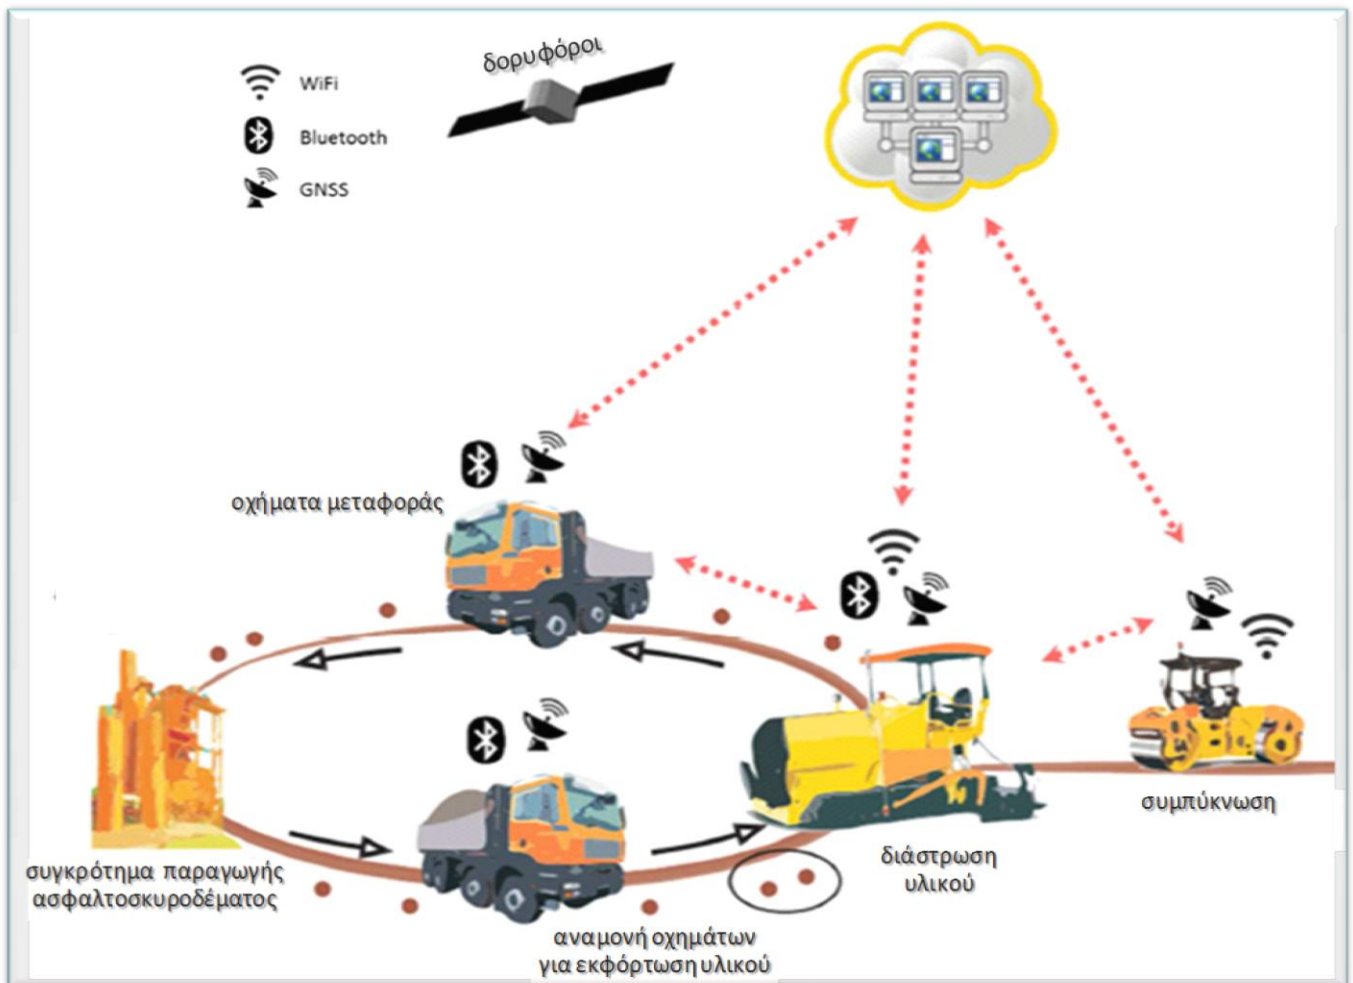 δορυφόροι
WiFi
Bluetooth
GNSS
οχήματα μεταφοράς
συμπύκνωση
διάστρωση
υλικού
συγκρότημα παραγωγής
ασφαλτοσκυροδέματος
αναμονή οχημάτων
για εκφόρτωση υλικού